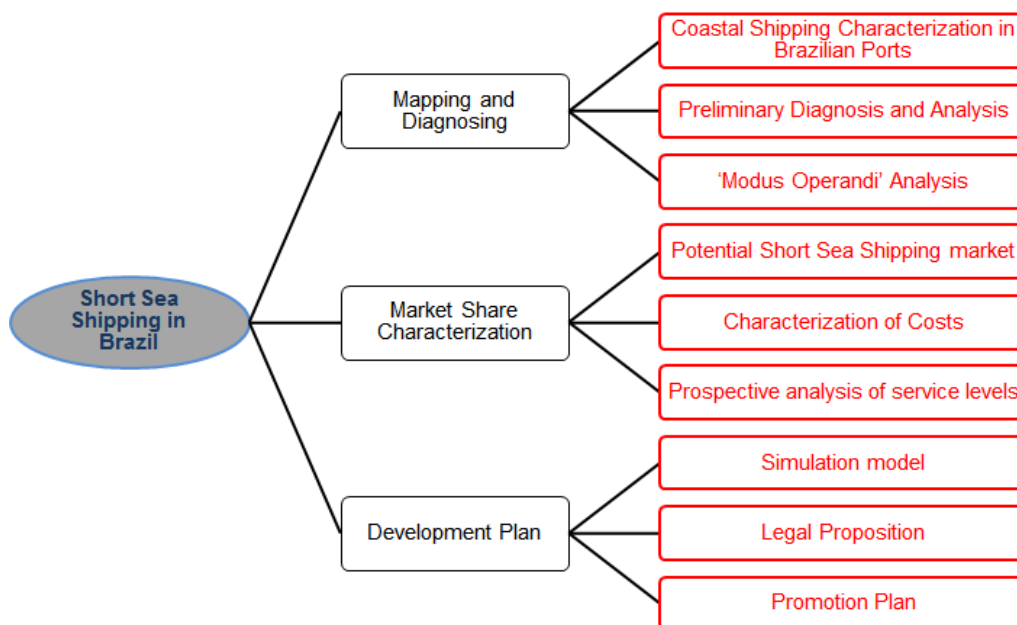 Short Sea
Shipping in
Brazil
Mapping and
Diagnosing
Market Share
Characterization
Development Plan
Coastal Shipping Characterization in
Brazilian Ports
Preliminary Diagnosis and Analysis
‘Modus Operandi’ Analysis
Potential Short Sea Shipping market
Characterization of Costs
Prospective analysis of service levels
Simulation model
Legal Proposition
Promotion Plan